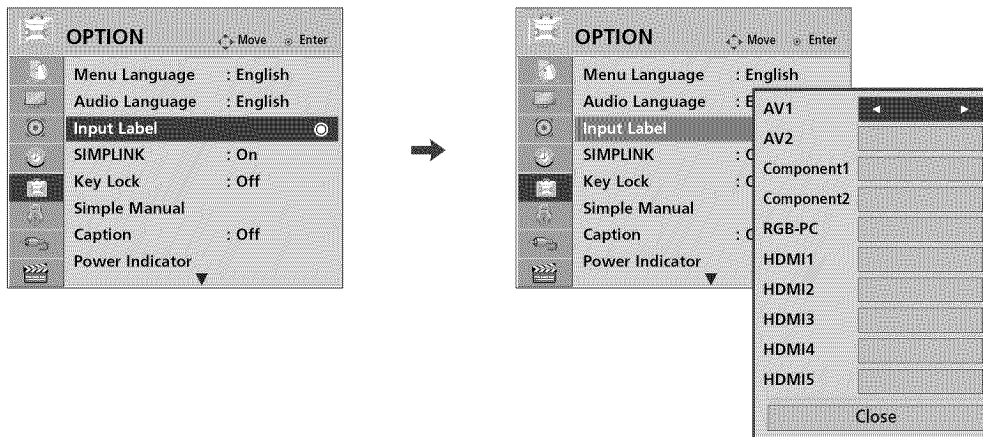 OPTION Move Enter
Menu Language : English
Audio Language : English
Input Label
SIMPLINK : On
Key Lock : Off
Simple Manual
Caption : Off
Power Indicator
OPTION Move Enter
Menu Language : English
Audio Language : E
Input Label
SIMPLINK :
Key Lock :
Simple Manual
Caption :
Power Indicator
AV1
AV2
Component1
Component2
RGB-PC
HDMI1
HDMI2
HDMI3
HDMI4
HDMI5
Close